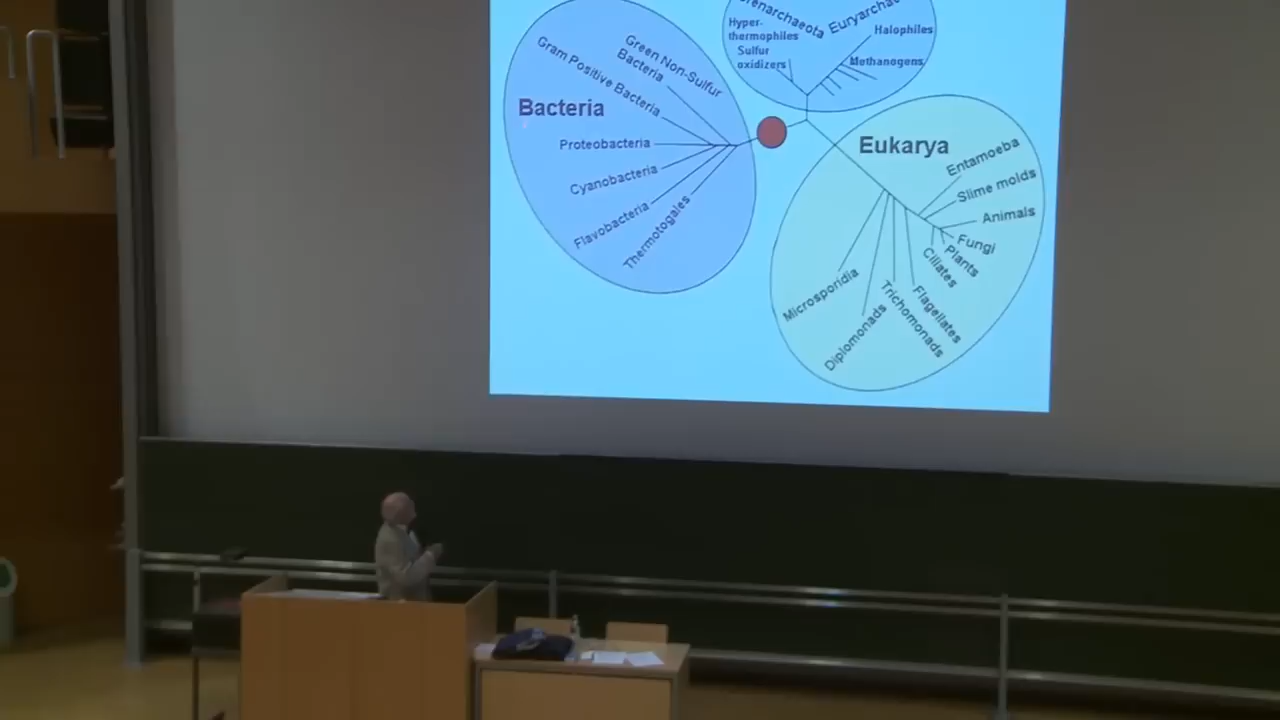 Euryarcha
Hyper-
thermophiles
Sulfur
oxidizers
Halophiles
Methanogens
Bacteria
Green Non-Sulfur
Bacteria
Gram Positive Bacteria
Proteobacteria
Cyanobacteria
Flavobacteria
Thermotogales
Eukarya
Entamoeba
Slime molds
Animals
Fungi
Plants
Ciliates
Flagellates
Trichomonads
Diplomonads
Microsporidia